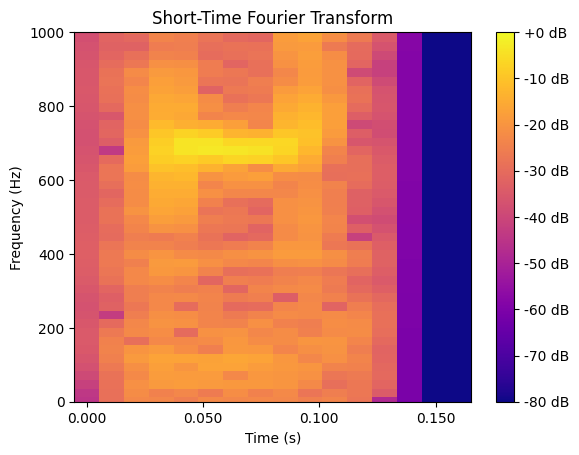 Short-Time Fourier Transform
1000
800
600
400
200
0
Frequency (Hz)
0.000
0.050
0.100
0.150
Time (s)
+0 dB
-10 dB
-20 dB
-30 dB
-40 dB
-50 dB
-60 dB
-70 dB
-80 dB